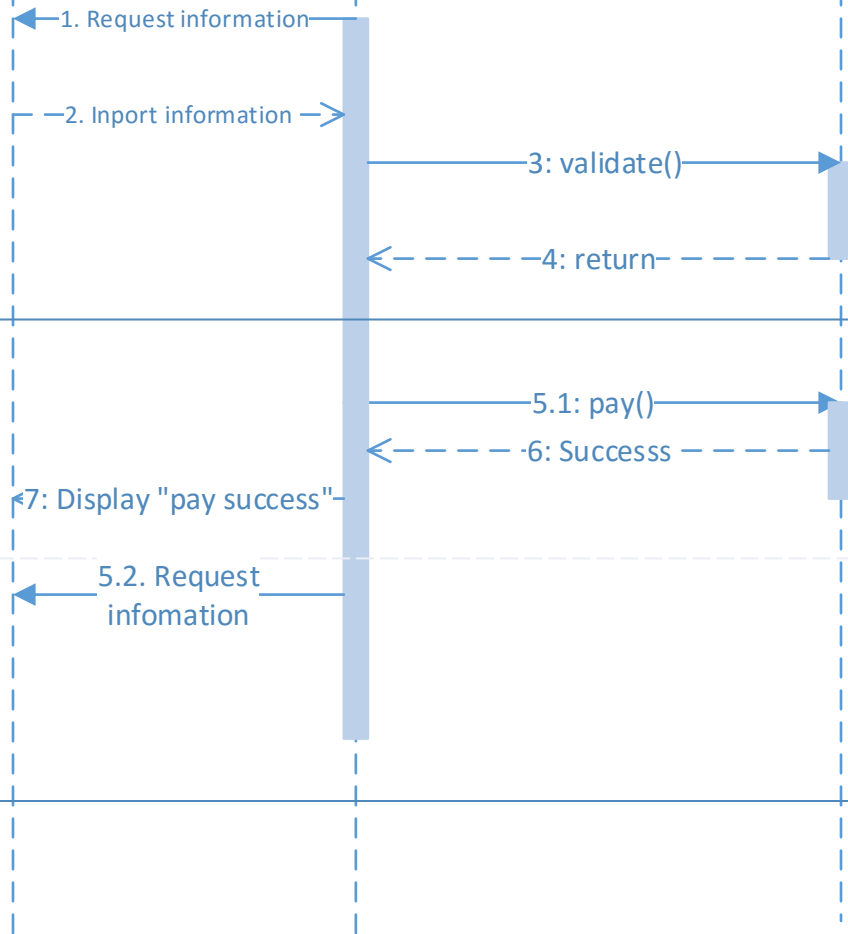 1. Request information
2. Inport information
3: validate()
4: return
5.1: pay()
6: Successs
7: Display "pay success"
5.2. Request
infomation